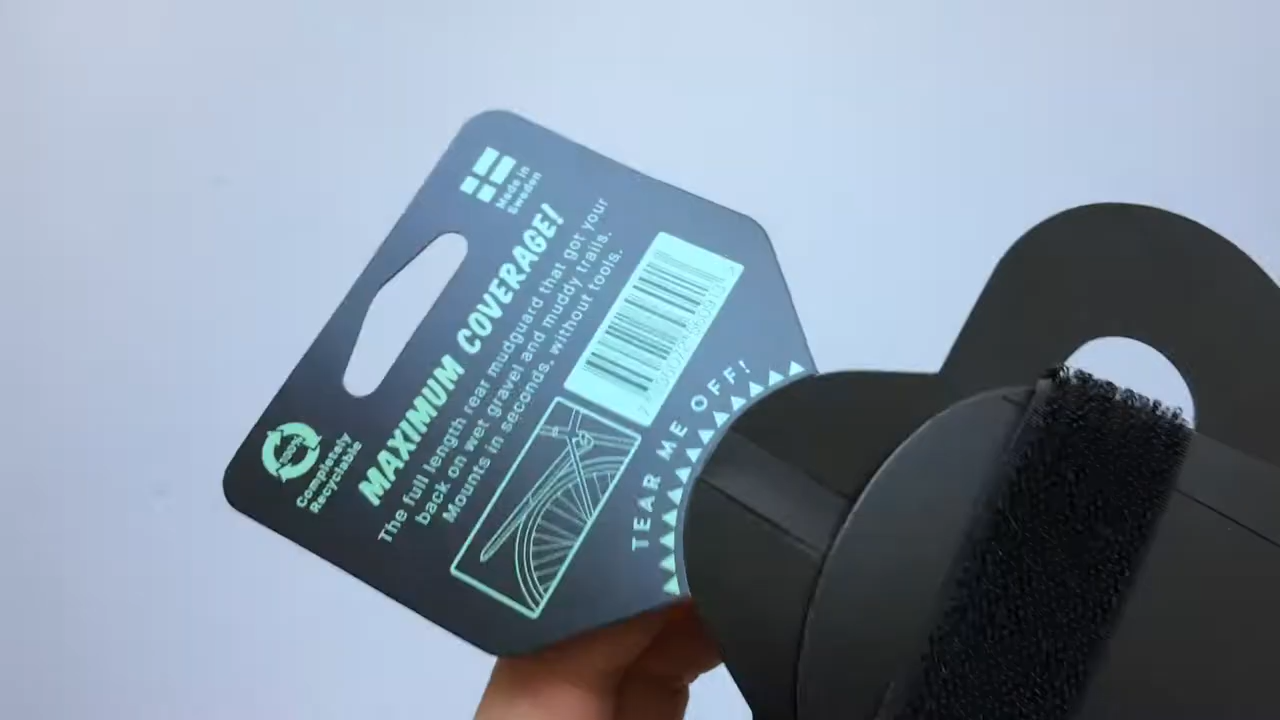 Made in
Sweden
MAXIMUM COVERAGE!
The full length rear mudguard that got your
back on wet gravel and muddy trails.
Mounts in seconds, without tools.
100%
Completely
Recyclable
TEAR ME OFF!